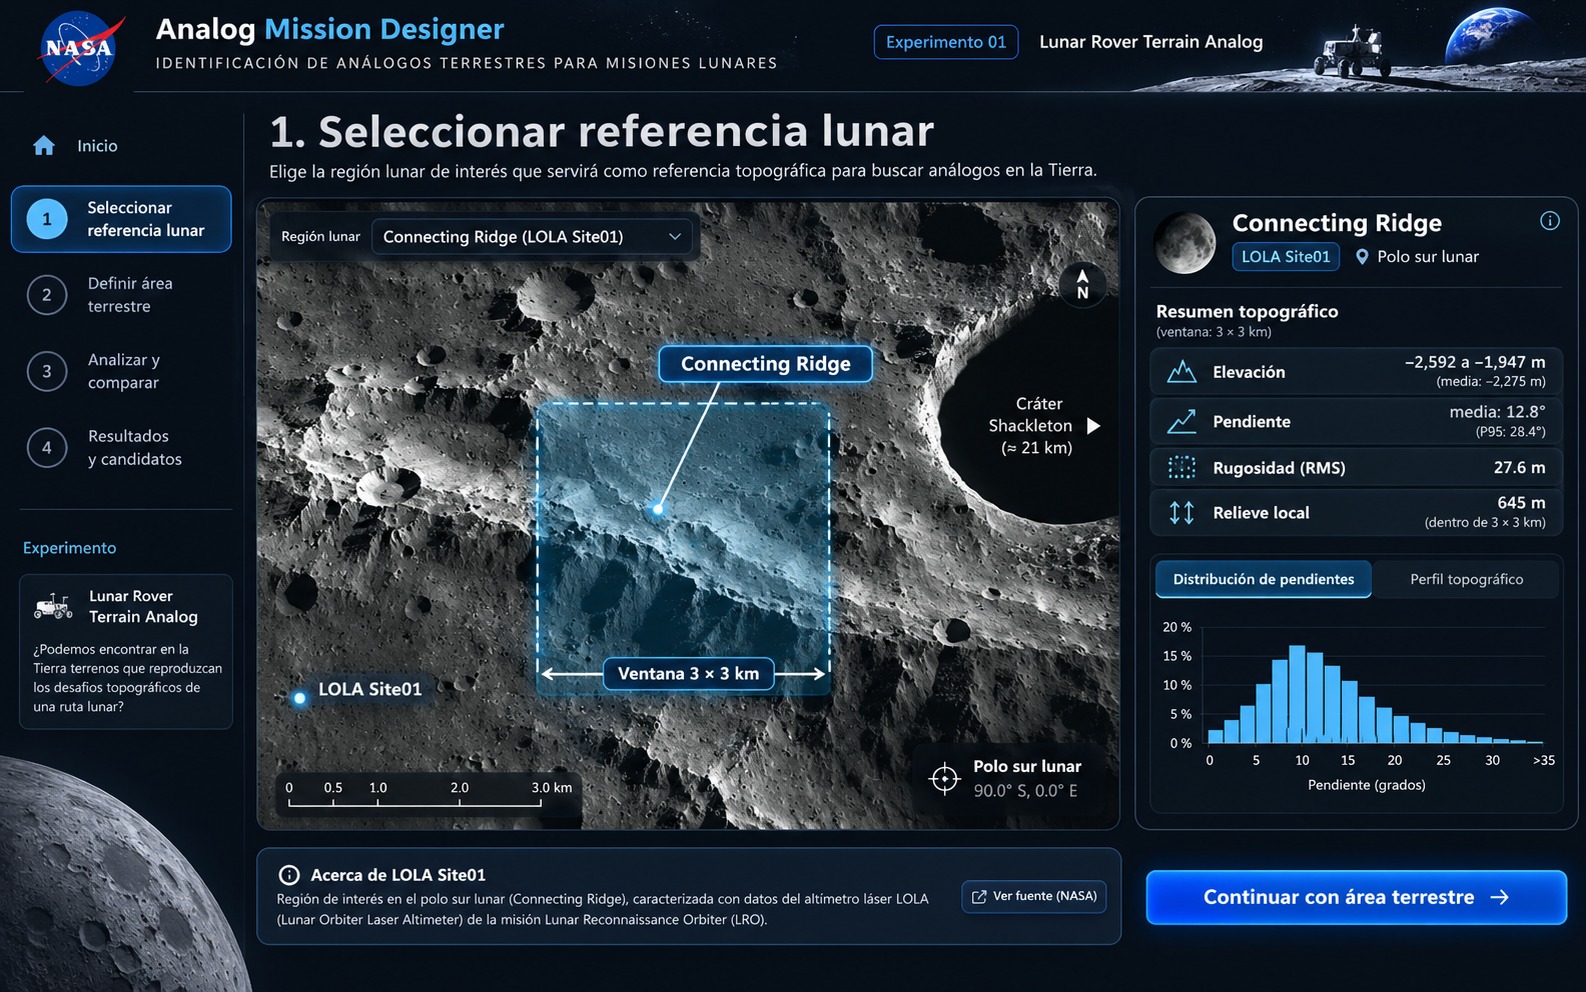 NASA
Analog Mission Designer
IDENTIFICACIÓN DE ANÁLOGOS TERRESTRES PARA MISIONES LUNARES
Experimento 01
Lunar Rover Terrain Analog
Inicio
1
Seleccionar
referencia lunar
2
Definir área
terrestre
3
Analizar y
comparar
4
Resultados
y candidatos
Experimento
Lunar Rover
Terrain Analog
¿Podemos encontrar en la
Tierra terrenos que reproduzcan
los desafíos topográficos de
una ruta lunar?
1. Seleccionar referencia lunar
Elige la región lunar de interés que servirá como referencia topográfica para buscar análogos en la Tierra.
Región lunar
Connecting Ridge (LOLA Site01)
N
Connecting Ridge
Cráter
Shackleton
(≈ 21 km)
Ventana 3 × 3 km
LOLA Site01
0 0.5 1.0 2.0 3.0 km
Polo sur lunar
90.0° S, 0.0° E
Acerca de LOLA Site01
Región de interés en el polo sur lunar (Connecting Ridge), caracterizada con datos del altímetro láser LOLA
(Lunar Orbiter Laser Altimeter) de la misión Lunar Reconnaissance Orbiter (LRO).
Ver fuente (NASA)
Connecting Ridge
LOLA Site01
Polo sur lunar
Resumen topográfico
(ventana: 3 × 3 km)
Elevación
−2,592 a −1,947 m
(media: −2,275 m)
Pendiente
media: 12.8°
(P95: 28.4°)
Rugosidad (RMS)
27.6 m
Relieve local
645 m
(dentro de 3 × 3 km)
Distribución de pendientes
Perfil topográfico
20 %
15 %
10 %
5 %
0 %
0 5 10 15 20 25 30 >35
Pendiente (grados)
Continuar con área terrestre →